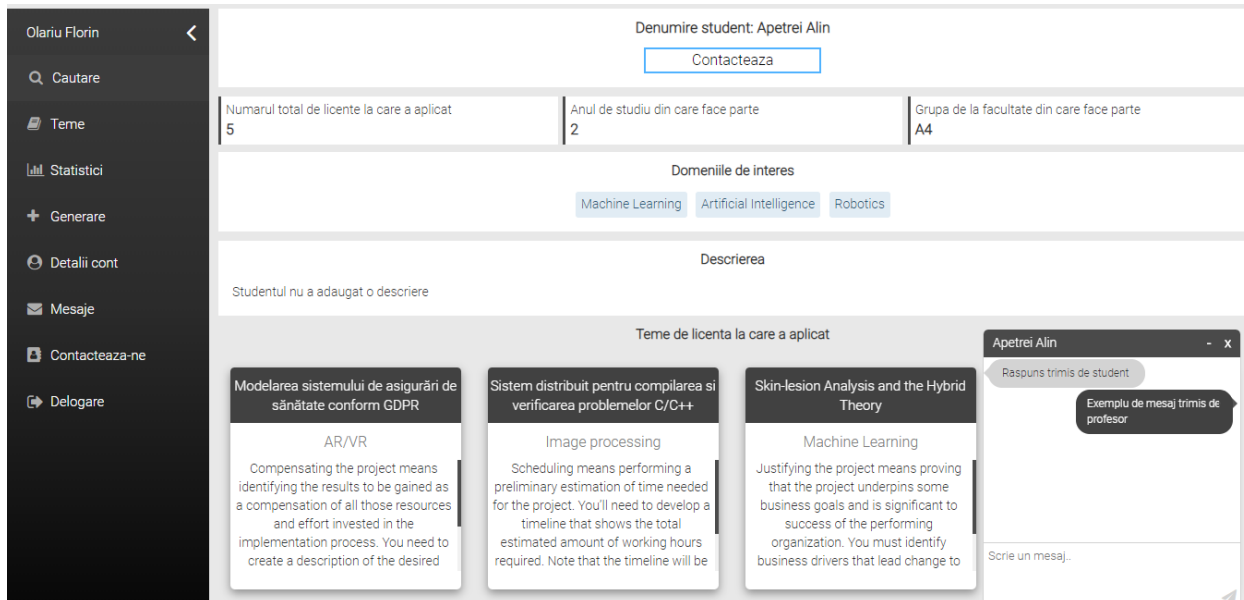 Olariu Florin
Cautare
Teme
Statistici
Generare
Detalii cont
Mesaje
Contacteaza-ne
Delogare
Denumire student: Apetrei Alin
Contacteaza
Numarul total de licente la care a aplicat
5
Anul de studiu din care face parte
2
Grupa de la facultate din care face parte
A4
Domeniile de interes
Machine Learning
Artificial Intelligence
Robotics
Descrierea
Studentul nu a adaugat o descriere
Teme de licenta la care a aplicat
Modelarea sistemului de asigurări de
sănătate conform GDPR
AR/VR
Compensating the project means
identifying the results to be gained as
a compensation of all those resources
and effort invested in the
implementation process. You need to
create a description of the desired
Sistem distribuit pentru compilarea si
verificarea problemelor C/C++
Image processing
Scheduling means performing a
preliminary estimation of time needed
for the project. You'll need to develop a
timeline that shows the total
estimated amount of working hours
required. Note that the timeline will be
Skin-lesion Analysis and the Hybrid
Theory
Machine Learning
Justifying the project means proving
that the project underpins some
business goals and is significant to
success of the performing
organization. You must identify
business drivers that lead change to
Apetrei Alin - x
Raspuns trimis de student
Exemplu de mesaj trimis de
profesor
Scrie un mesaj..